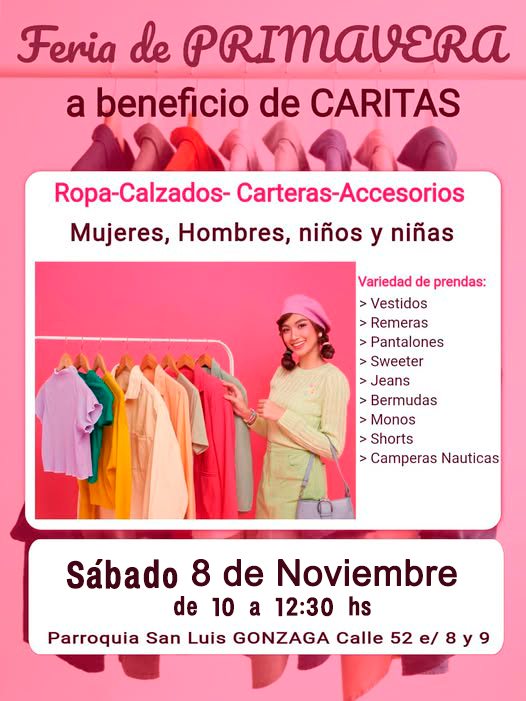 Feria de PRIMAVERA
a beneficio de CARITAS
Ropa-Calzados- Carteras-Accesorios
Mujeres, Hombres, niños y niñas
Variedad de prendas:
> Vestidos
> Remeras
> Pantalones
> Sweeter
> Jeans
> Bermudas
> Monos
> Shorts
> Camperas Nauticas
Sábado 8 de Noviembre
de 10 a 12:30 hs
Parroquia San Luis GONZAGA Calle 52 e/ 8 y 9